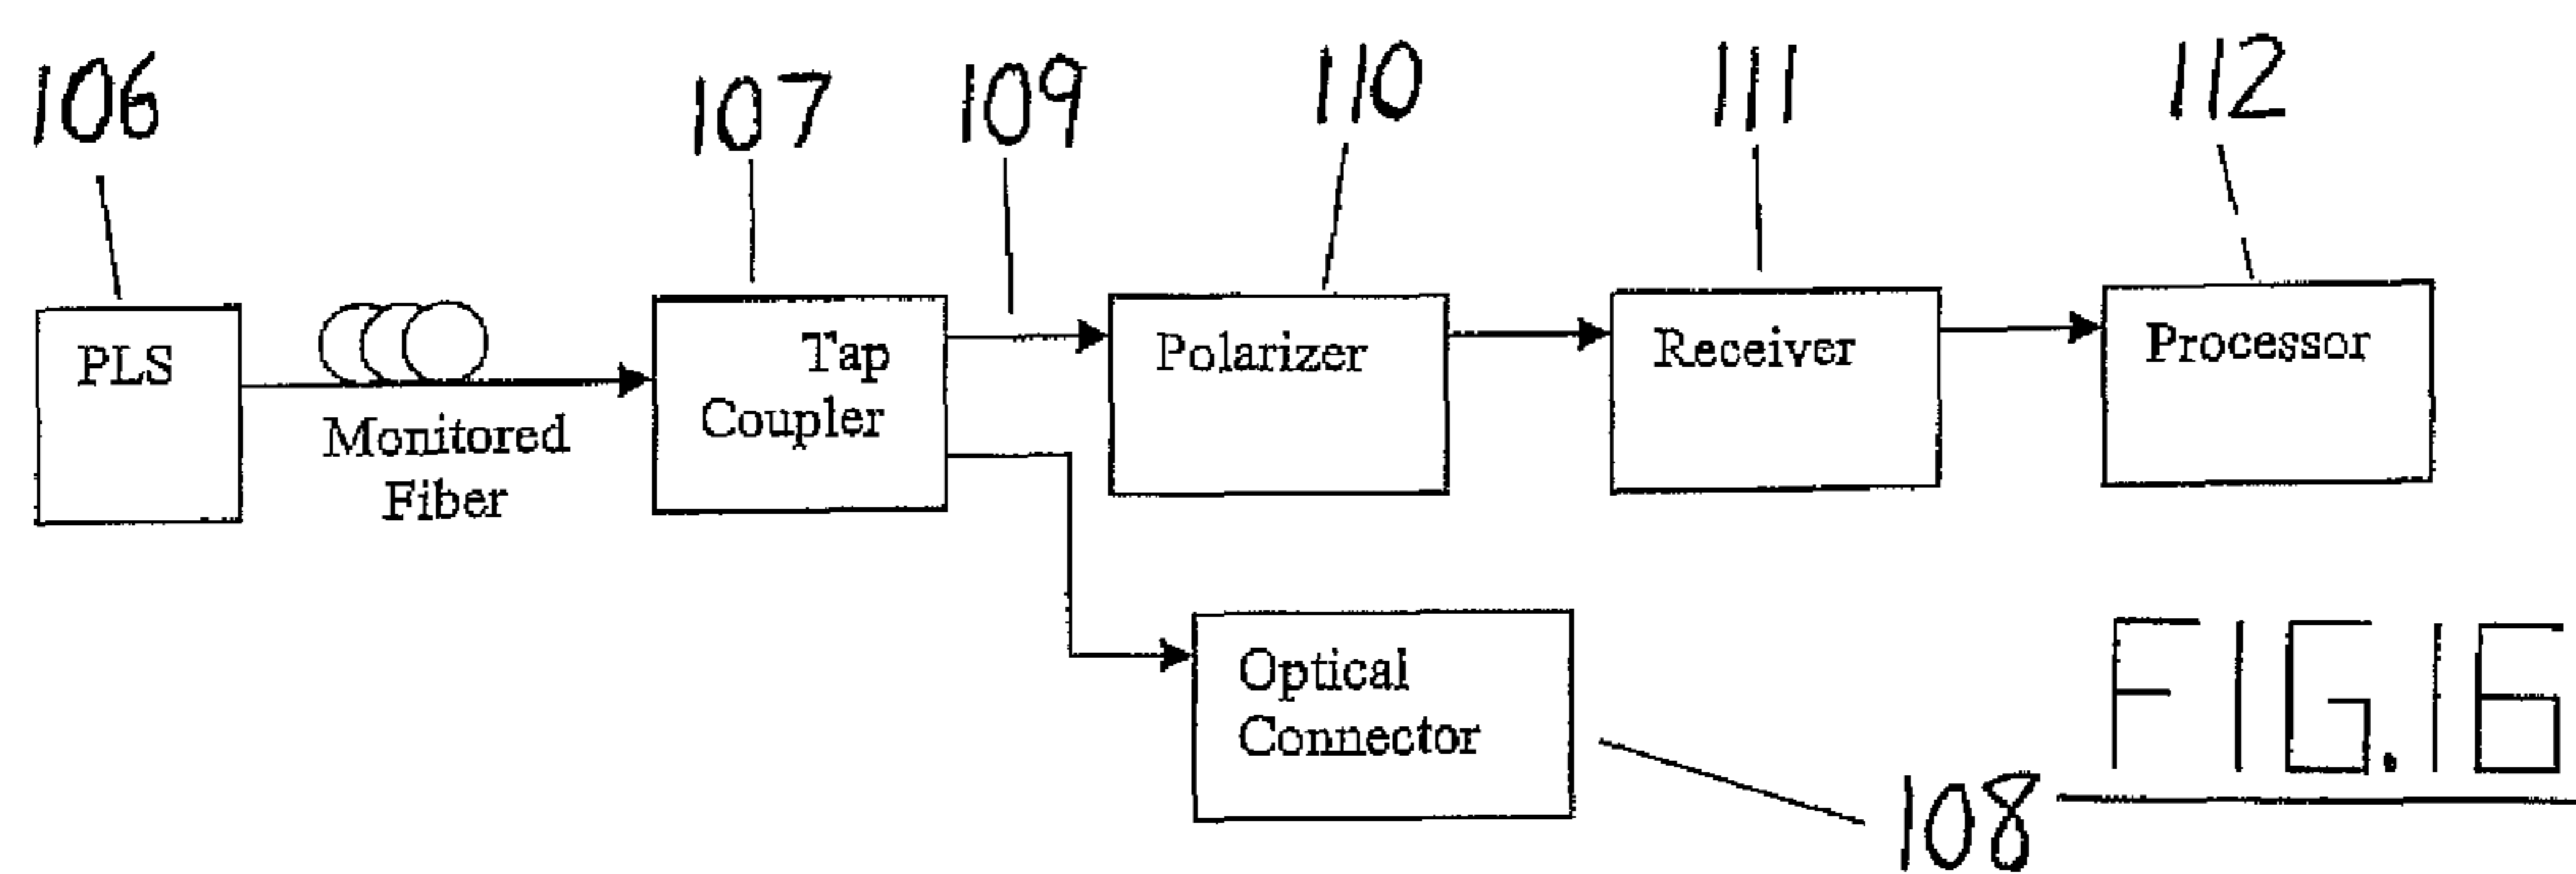 106
107
109
110
111
112
PLS
Monitored
Fiber
Tap
Coupler
Polarizer
Receiver
Processor
Optical
Connector
108
FIG.16